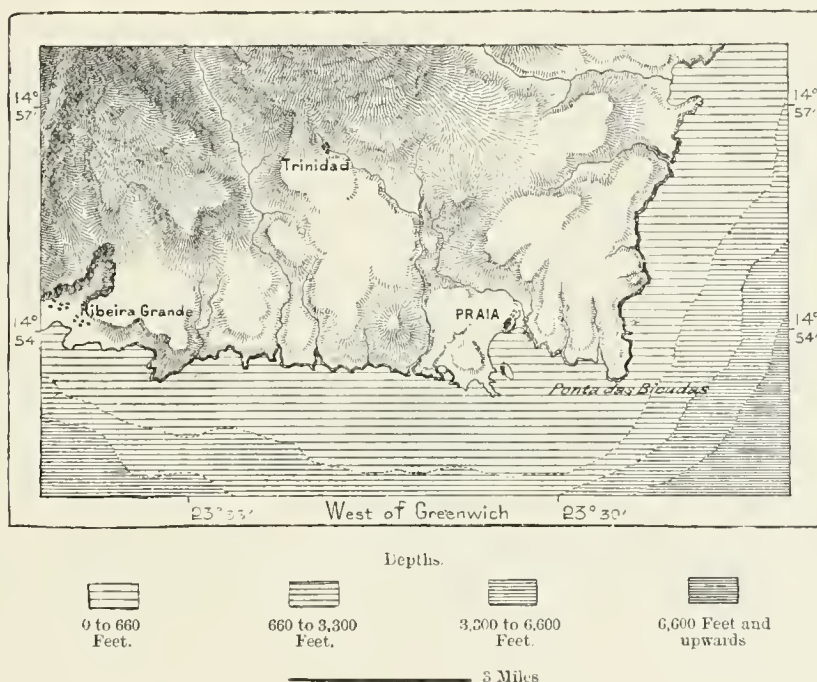 14°
57′
14°
57′
Trinidad
Ribeira Grande
PRAIA
14°
54′
14°
54′
Ponta das Bicudas
23°33′
West of Greenwich
23°30′
Depths.
0 to 660
Feet.
660 to 3,300
Feet.
3,300 to 6,600
Feet.
6,600 Feet and
upwards
3 Miles